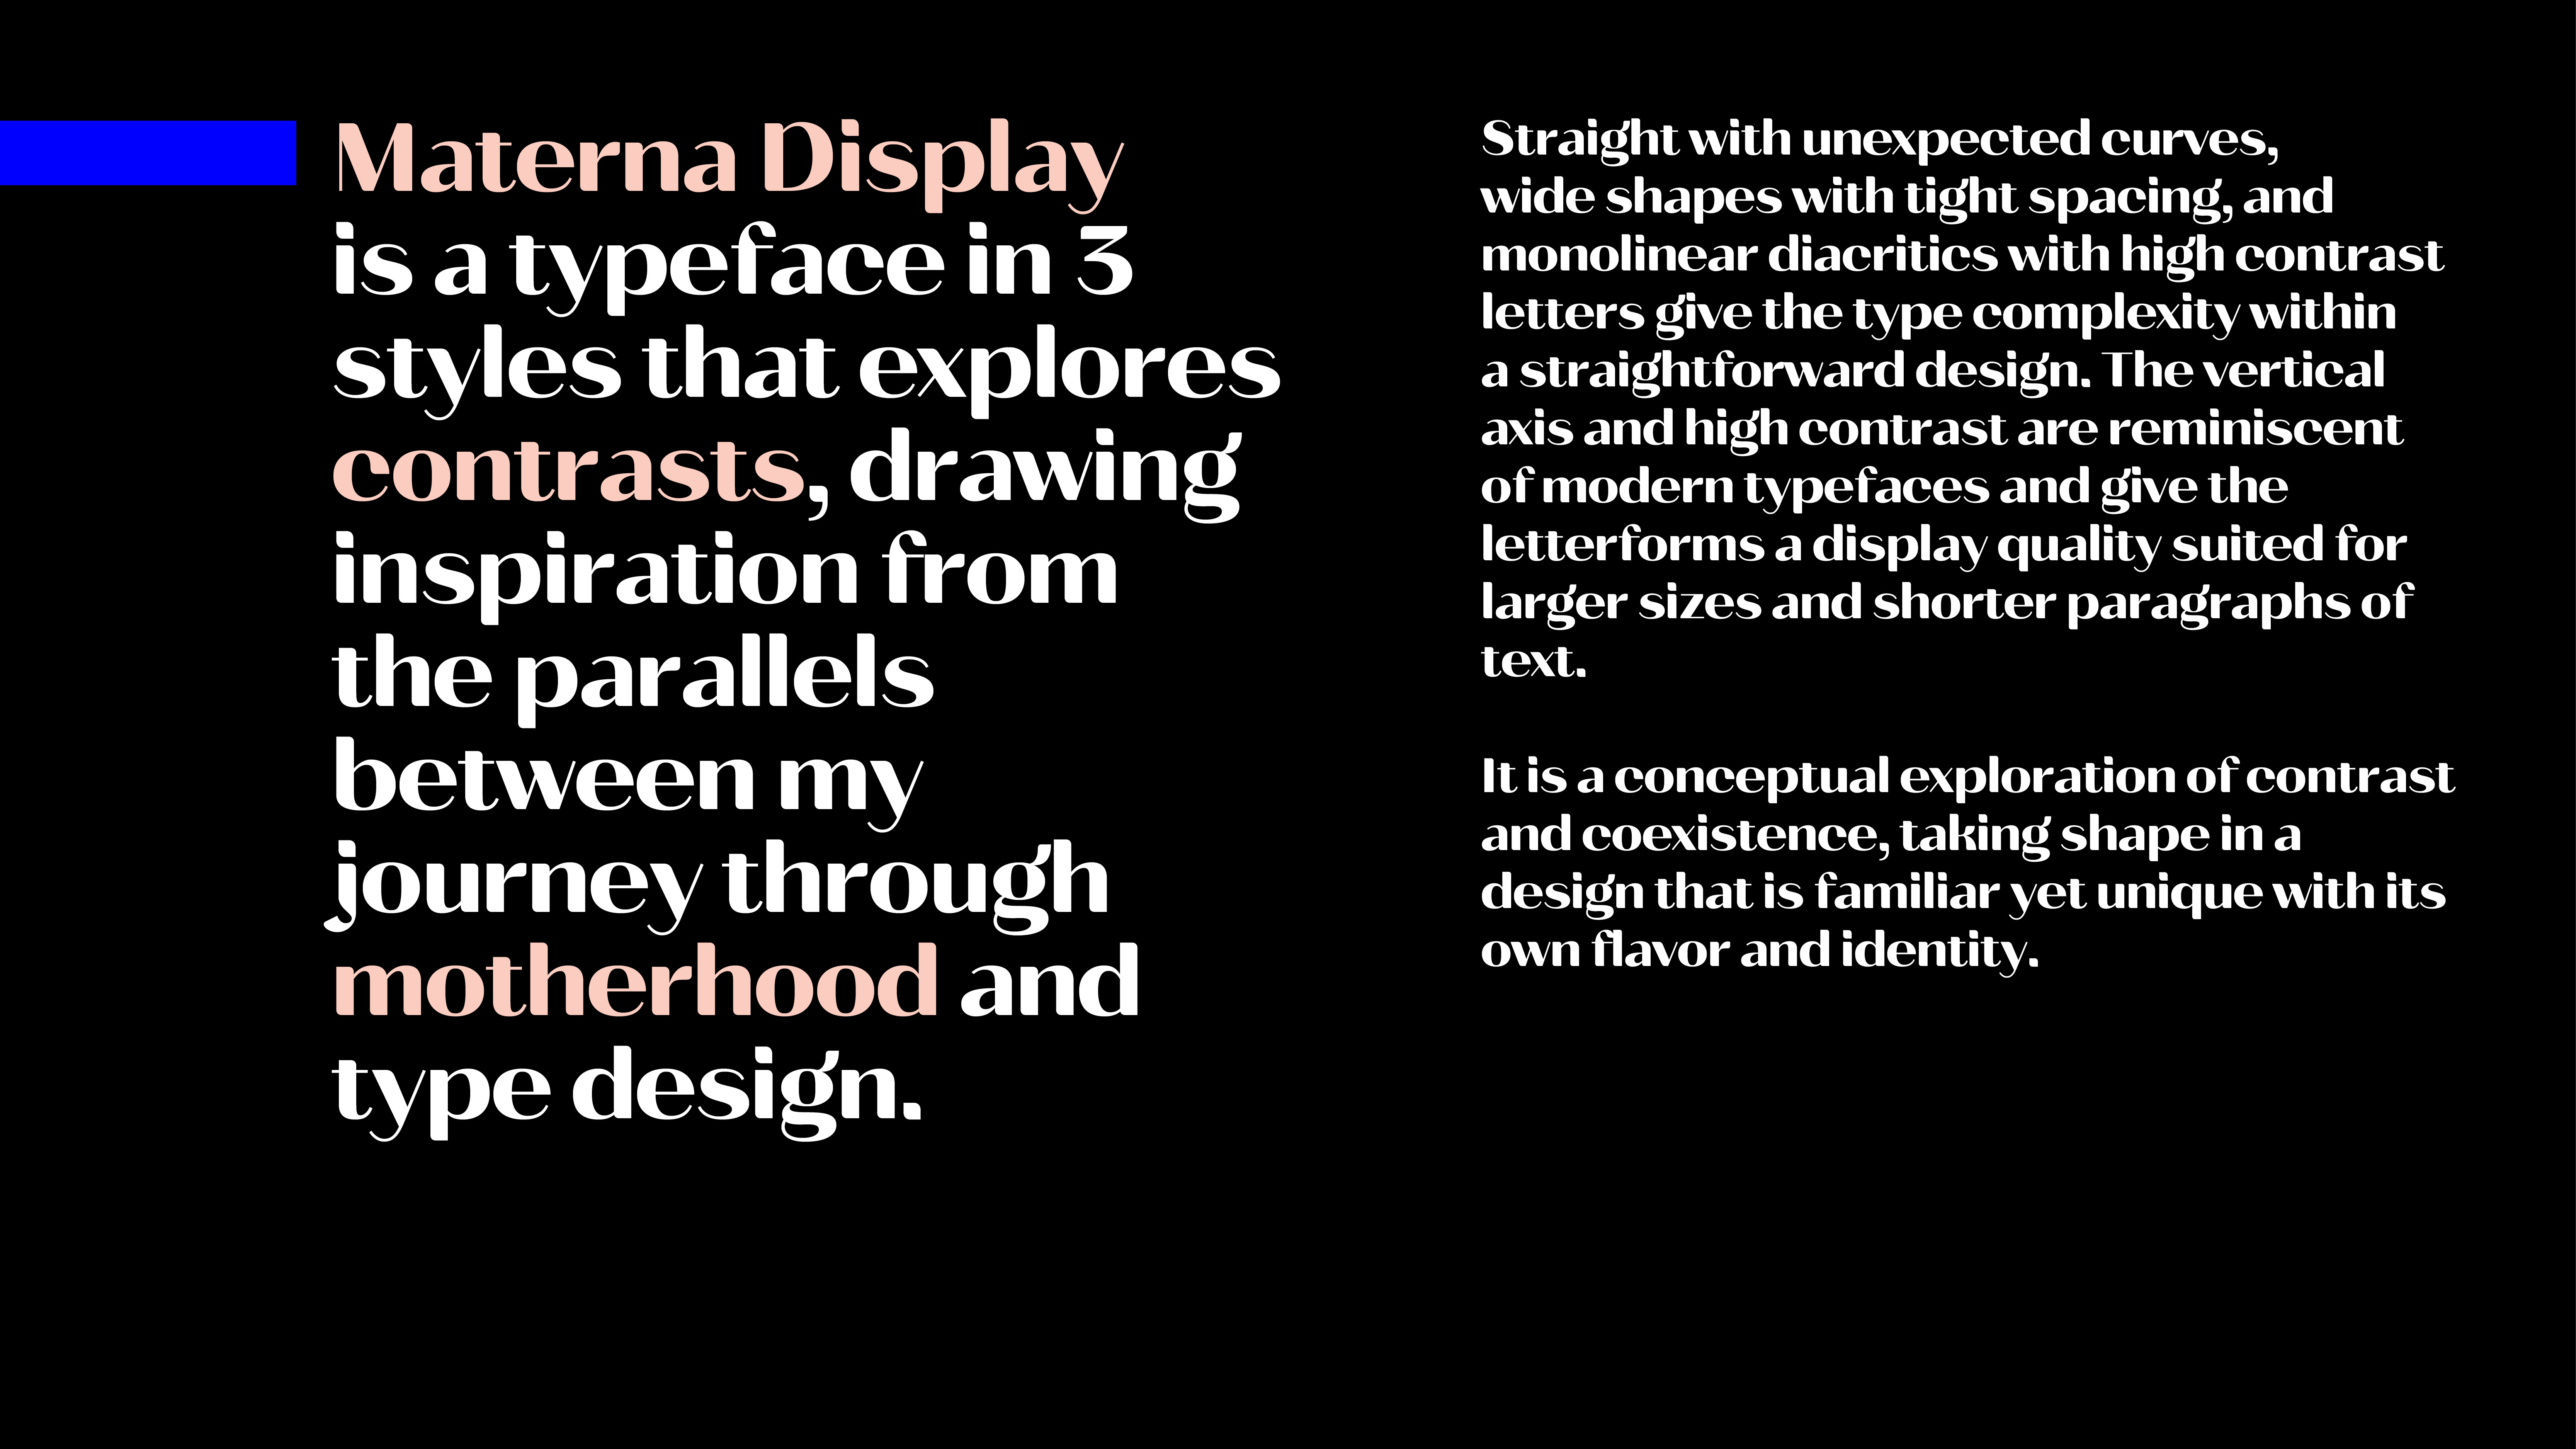 Materna Display
is a typeface in 3
styles that explores
contrasts, drawing
inspiration from
the parallels
between my
journey through
motherhood and
type design.
Straight with unexpected curves,
wide shapes with tight spacing, and
monolinear diacritics with high contrast
letters give the type complexity within
a straightforward design. The vertical
axis and high contrast are reminiscent
of modern typefaces and give the
letterforms a display quality suited for
larger sizes and shorter paragraphs of
text.
It is a conceptual exploration of contrast
and coexistence, taking shape in a
design that is familiar yet unique with its
own flavor and identity.